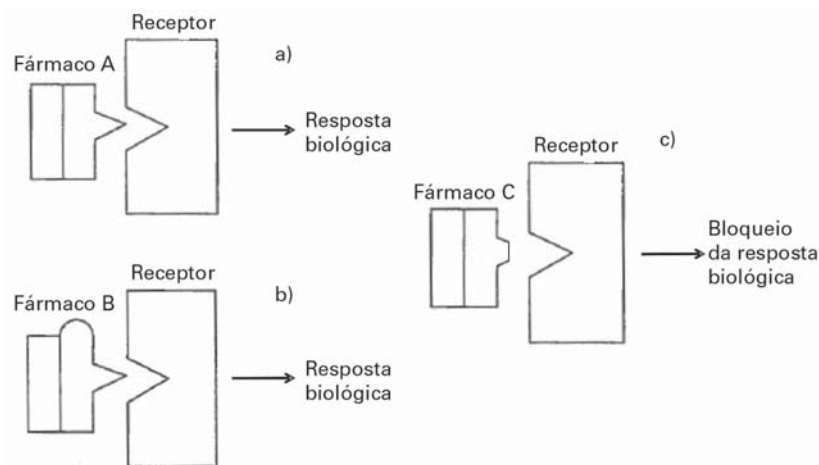 Receptor
a)
Fármaco A
Resposta
biológica
Receptor
b)
Fármaco B
Resposta
biológica
Receptor
c)
Fármaco C
Bloqueio
da resposta
biológica